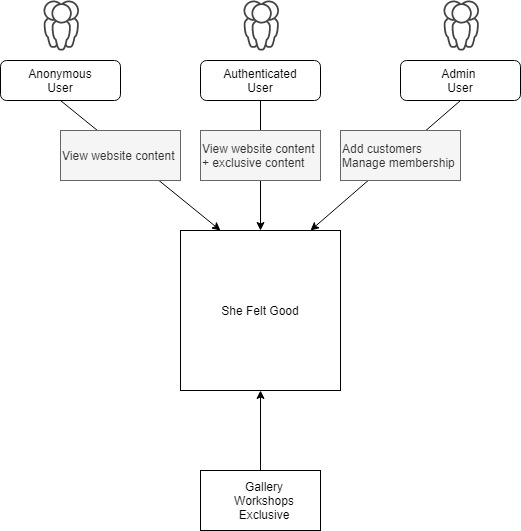 Anonymous
User
Authenticated
User
Admin
User
View website content
View website content
+ exclusive content
Add customers
Manage membership
She Felt Good
Gallery
Workshops
Exclusive